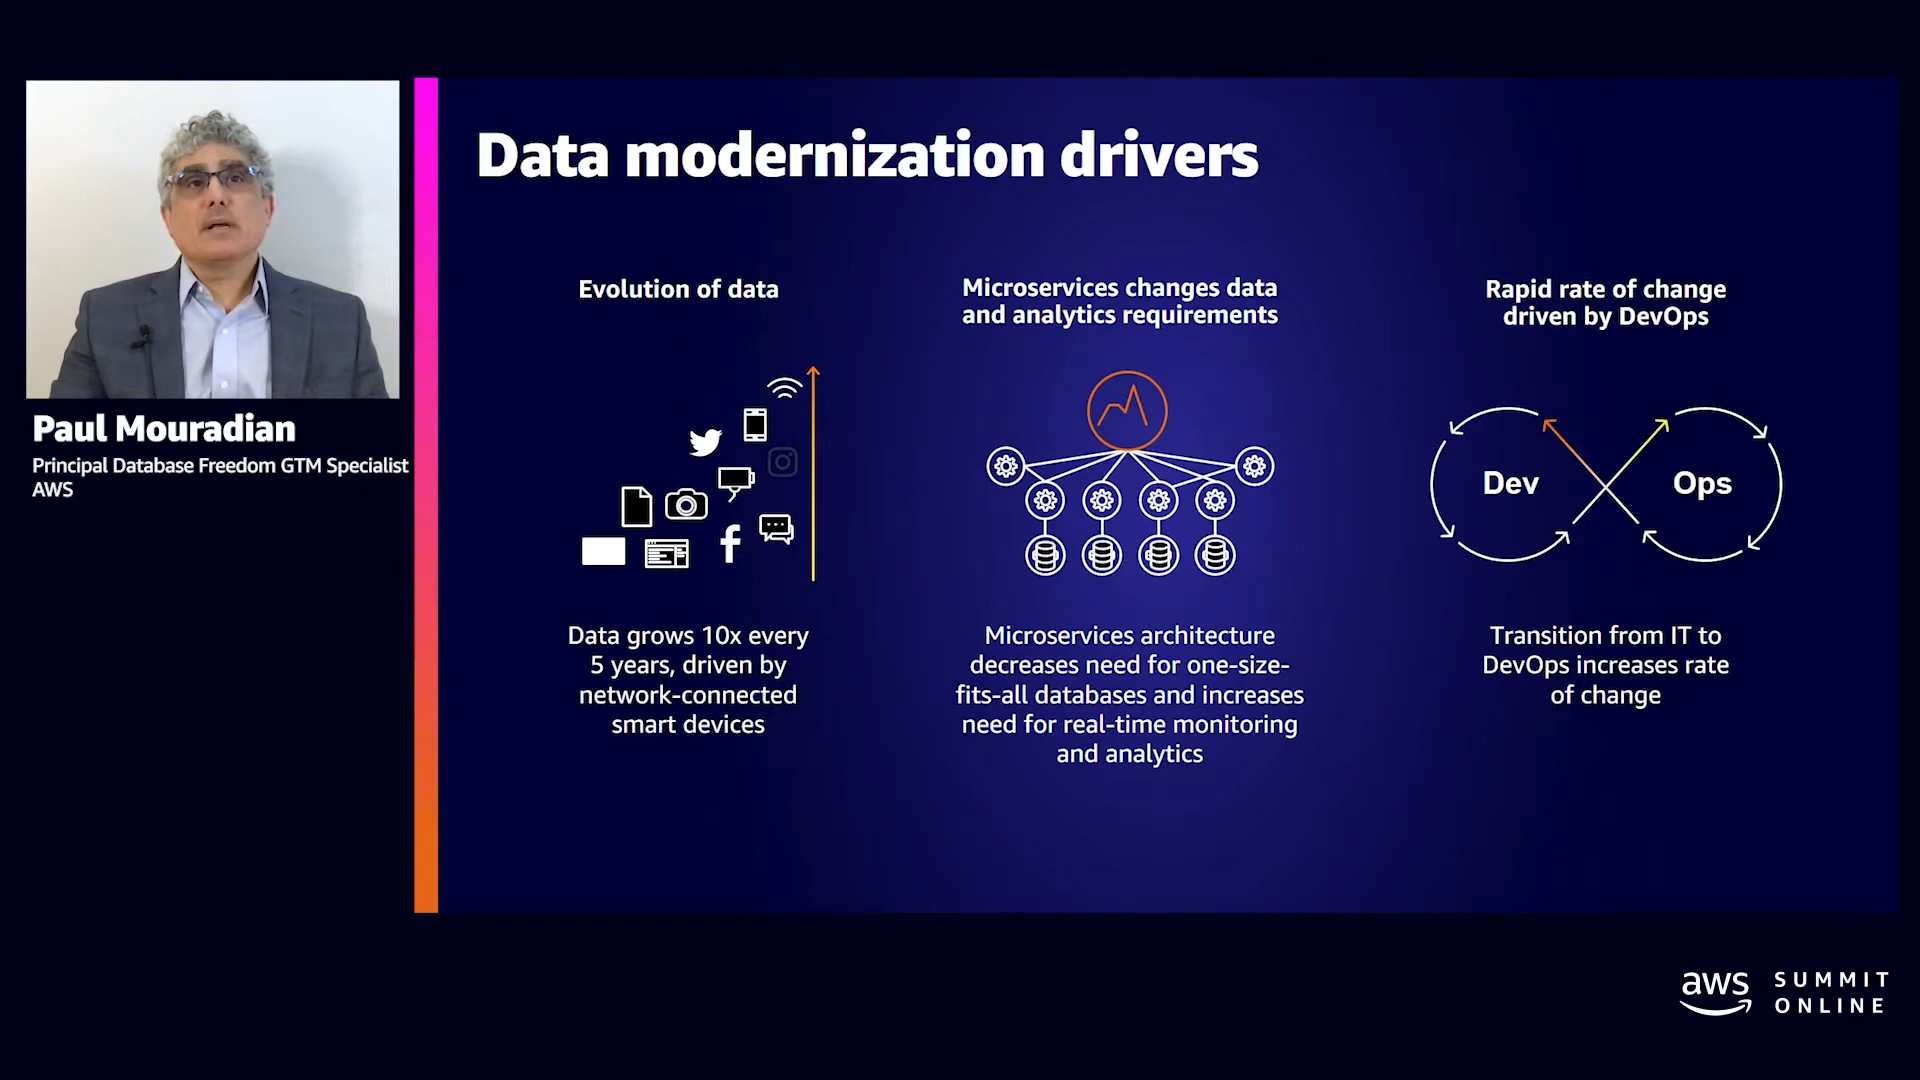 Data modernization drivers
Paul Mouradian
Principal Database Freedom GTM Specialist
AWS
Evolution of data
Data grows 10x every
5 years, driven by
network-connected
smart devices
Microservices changes data
and analytics requirements
Microservices architecture
decreases need for one-size-
fits-all databases and increases
need for real-time monitoring
and analytics
Rapid rate of change
driven by DevOps
Dev
Ops
Transition from IT to
DevOps increases rate
of change
aws
SUMMIT
ONLINE